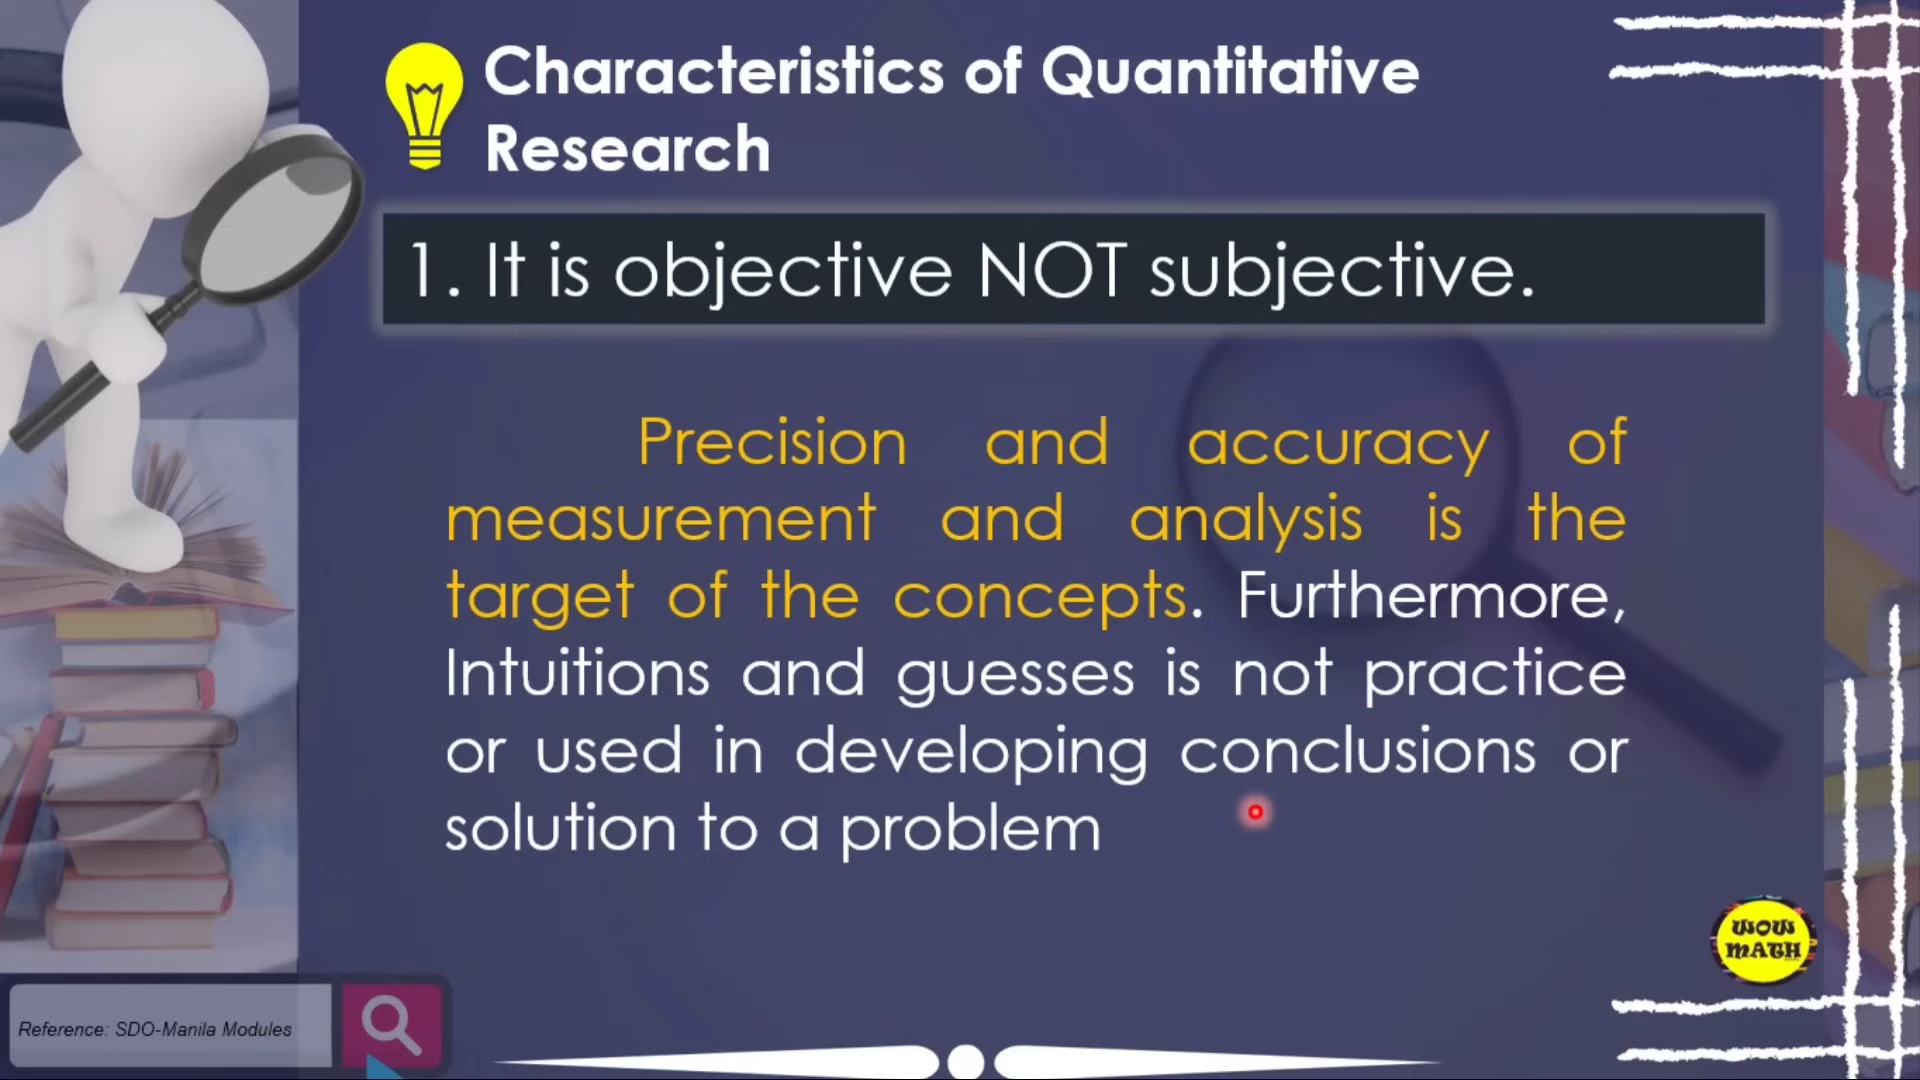 Characteristics of Quantitative
Research
1. It is objective NOT subjective.
Precision and accuracy of
measurement and analysis is the
target of the concepts. Furthermore,
Intuitions and guesses is not practice
or used in developing conclusions or
solution to a problem
WOW
MATH
Reference: SDO-Manila Modules